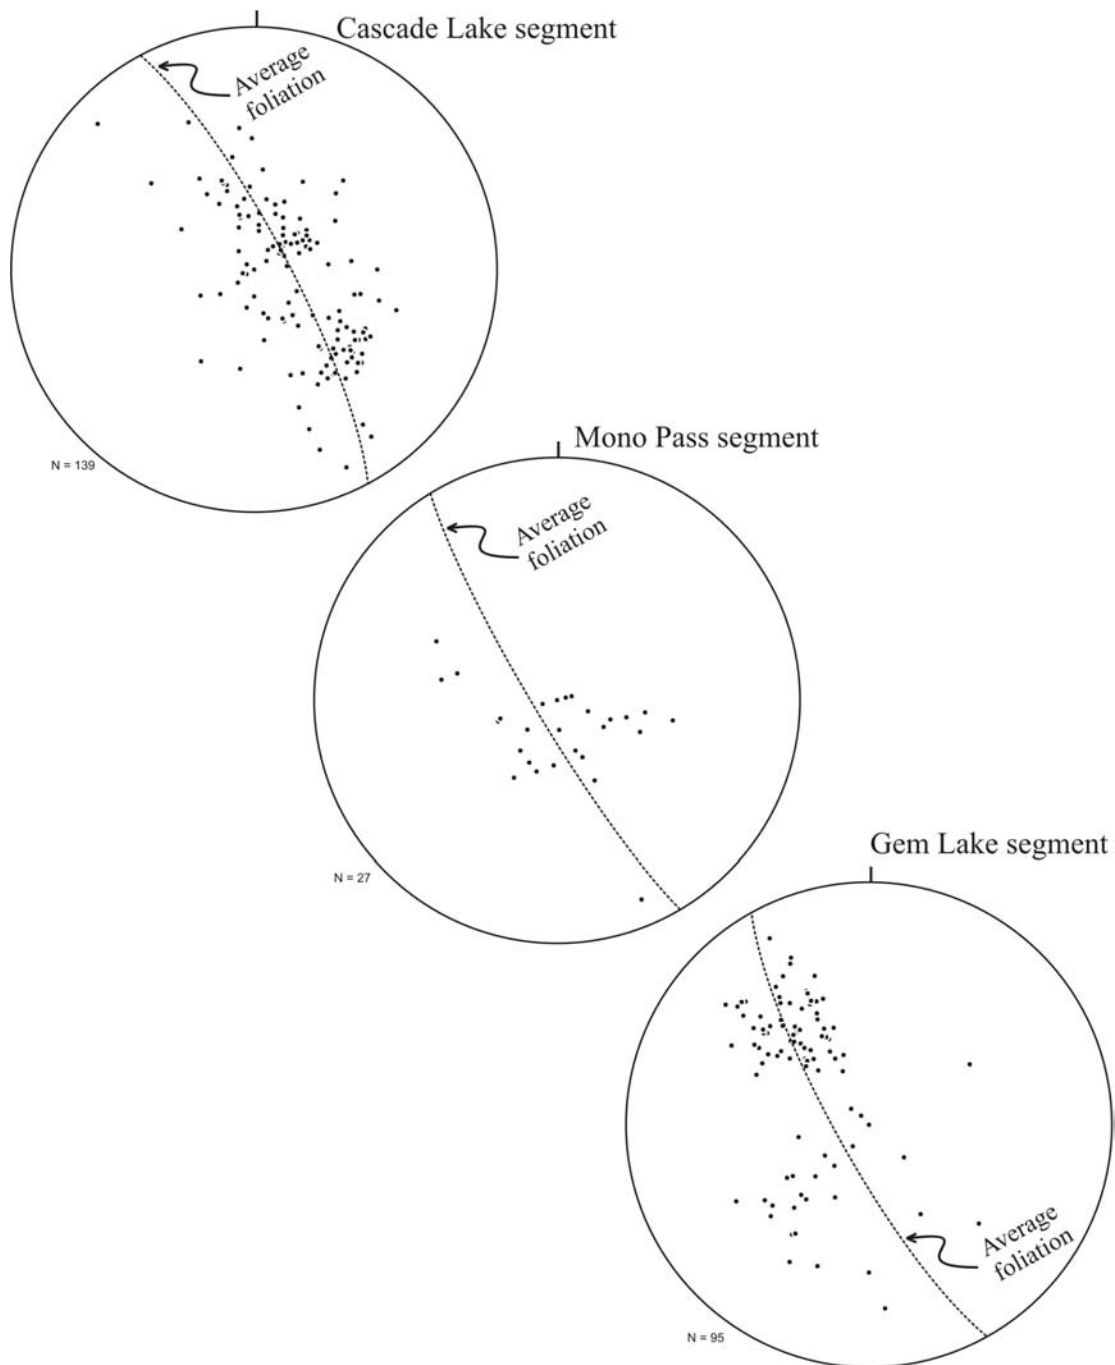 Cascade Lake segment
Average
foliation
N = 139
Mono Pass segment
Average
foliation
N = 27
Gem Lake segment
Average
foliation
N = 95